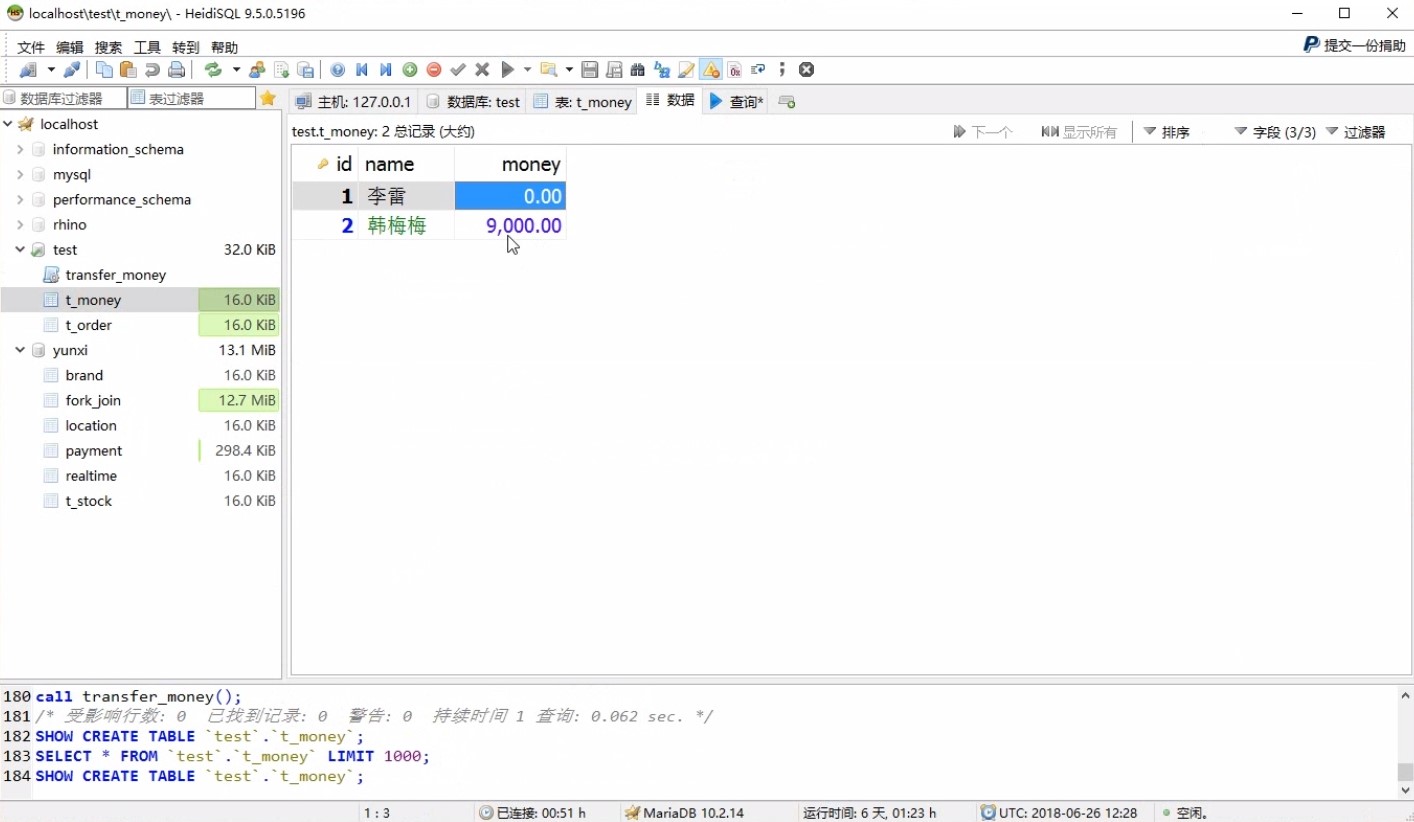 localhost\test\t_money\ - HeidiSQL 9.5.0.5196
文件 编辑 搜索 工具 转到 帮助
提交一份捐助
数据库过滤器 表过滤器
主机: 127.0.0.1 数据库: test 表: t_money 数据 查询*
localhost
information_schema
mysql
performance_schema
rhino
test 32.0 KiB
transfer_money
t_money 16.0 KiB
t_order 16.0 KiB
yunxi 13.1 MiB
brand 16.0 KiB
fork_join 12.7 MiB
location 16.0 KiB
payment 298.4 KiB
realtime 16.0 KiB
t_stock 16.0 KiB
test.t_money: 2 总记录 (大约) 下一个 显示所有 排序 字段 (3/3) 过滤器
id name money
1 李雷 0.00
2 韩梅梅 9,000.00
180 call transfer_money();
181 /* 受影响行数: 0 已找到记录: 0 警告: 0 持续时间 1 查询: 0.062 sec. */
182 SHOW CREATE TABLE `test`.`t_money`;
183 SELECT * FROM `test`.`t_money` LIMIT 1000;
184 SHOW CREATE TABLE `test`.`t_money`;
1 : 3 已连接: 00:51 h MariaDB 10.2.14 运行时间: 6 天, 01:23 h UTC: 2018-06-26 12:28 空闲。